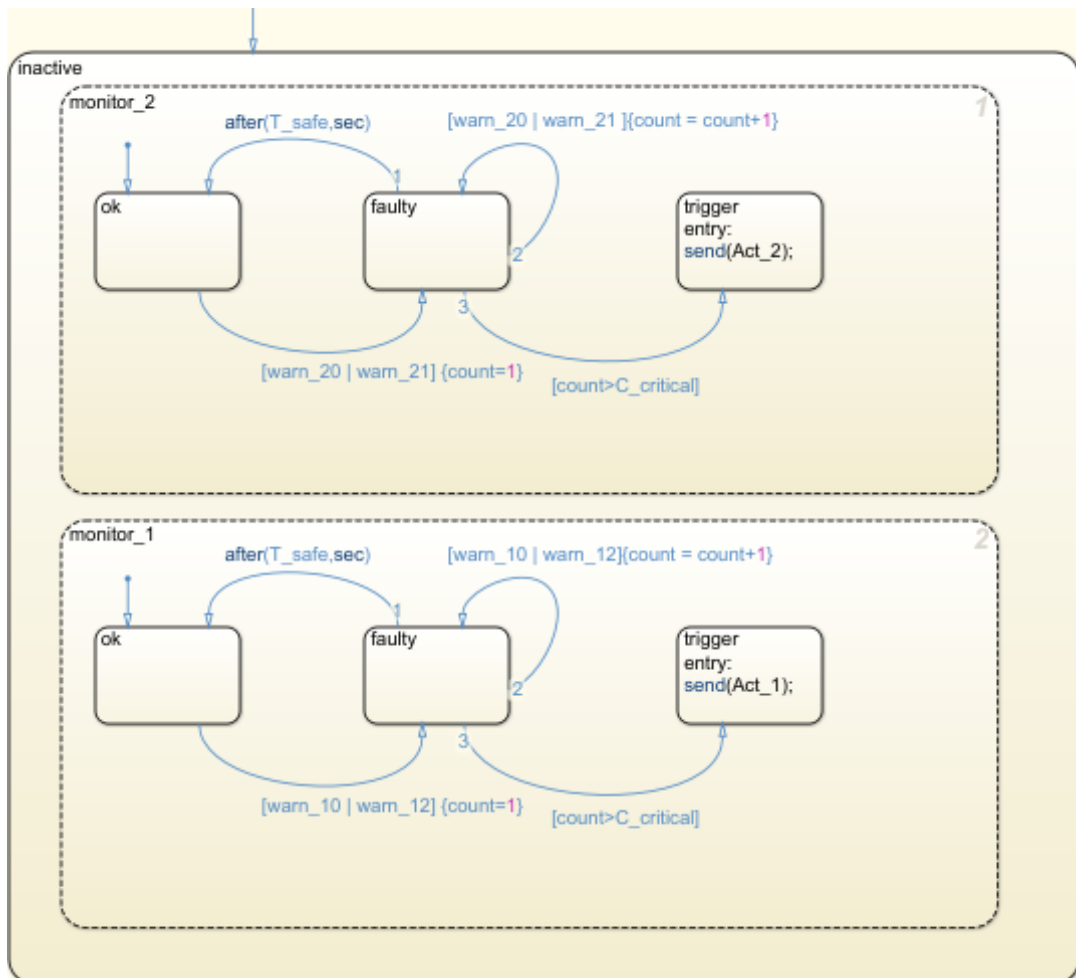 inactive
monitor_2
1
after(T_safe,sec)
[warn_20 | warn_21 ]{count = count+1}
1
ok
faulty
trigger
entry:
send(Act_2);
2
3
[warn_20 | warn_21] {count=1}
[count>C_critical]
monitor_1
2
after(T_safe,sec)
[warn_10 | warn_12]{count = count+1}
1
ok
faulty
trigger
entry:
send(Act_1);
2
3
[warn_10 | warn_12] {count=1}
[count>C_critical]